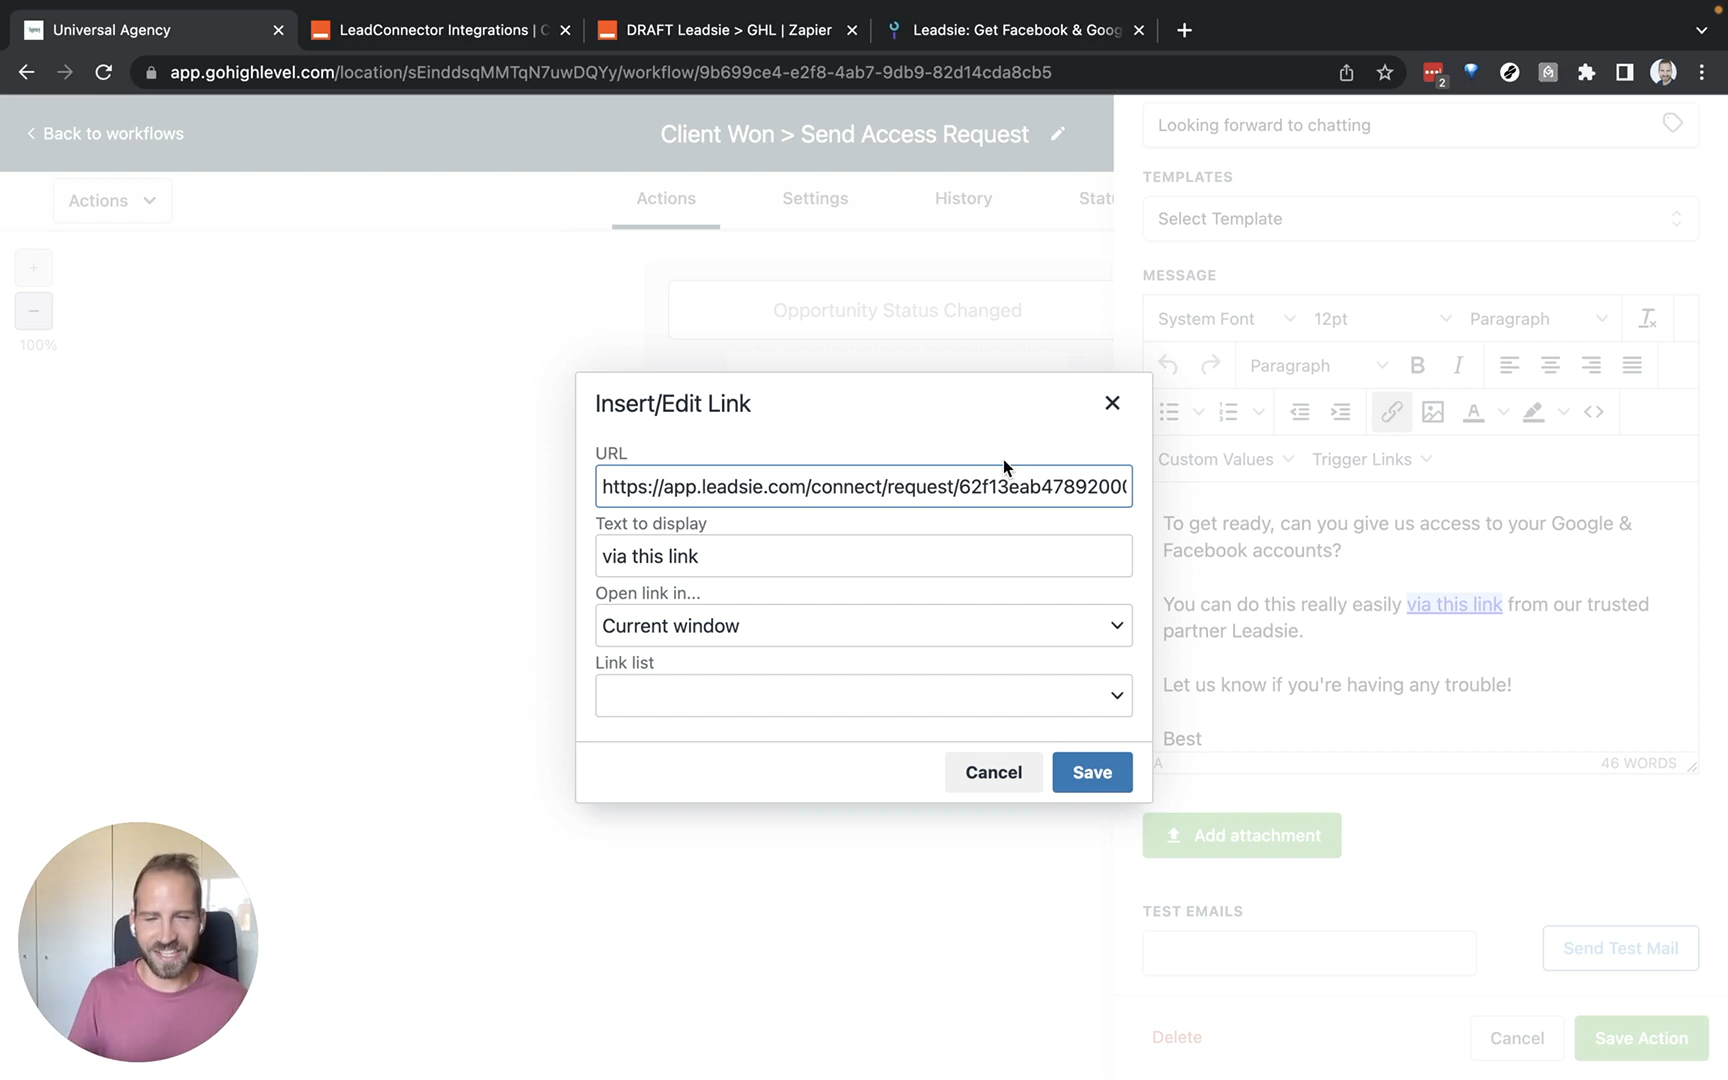 Universal Agency
LeadConnector Integrations | C
DRAFT Leadsie > GHL | Zapier
Leadsie: Get Facebook & Goog
app.gohighlevel.com/location/sEinddsqMMTqN7uwDQYy/workflow/9b699ce4-e2f8-4ab7-9db9-82d14cda8cb5
2
Back to workflows
Client Won > Send Access Request
Looking forward to chatting
TEMPLATES
Actions
Actions
Settings
History
Stat
Select Template
100%
MESSAGE
Opportunity Status Changed
System Font
12pt
Paragraph
Paragraph
B
I
Custom Values
Trigger Links
Insert/Edit Link
URL
https://app.leadsie.com/connect/request/62f13eab4789200(
Text to display
via this link
Open link in...
Current window
Link list
Cancel
Save
To get ready, can you give us access to your Google &
Facebook accounts?
You can do this really easily via this link from our trusted
partner Leadsie.
Let us know if you're having any trouble!
Best
A
46 WORDS
Add attachment
TEST EMAILS
Send Test Mail
Delete
Cancel
Save Action